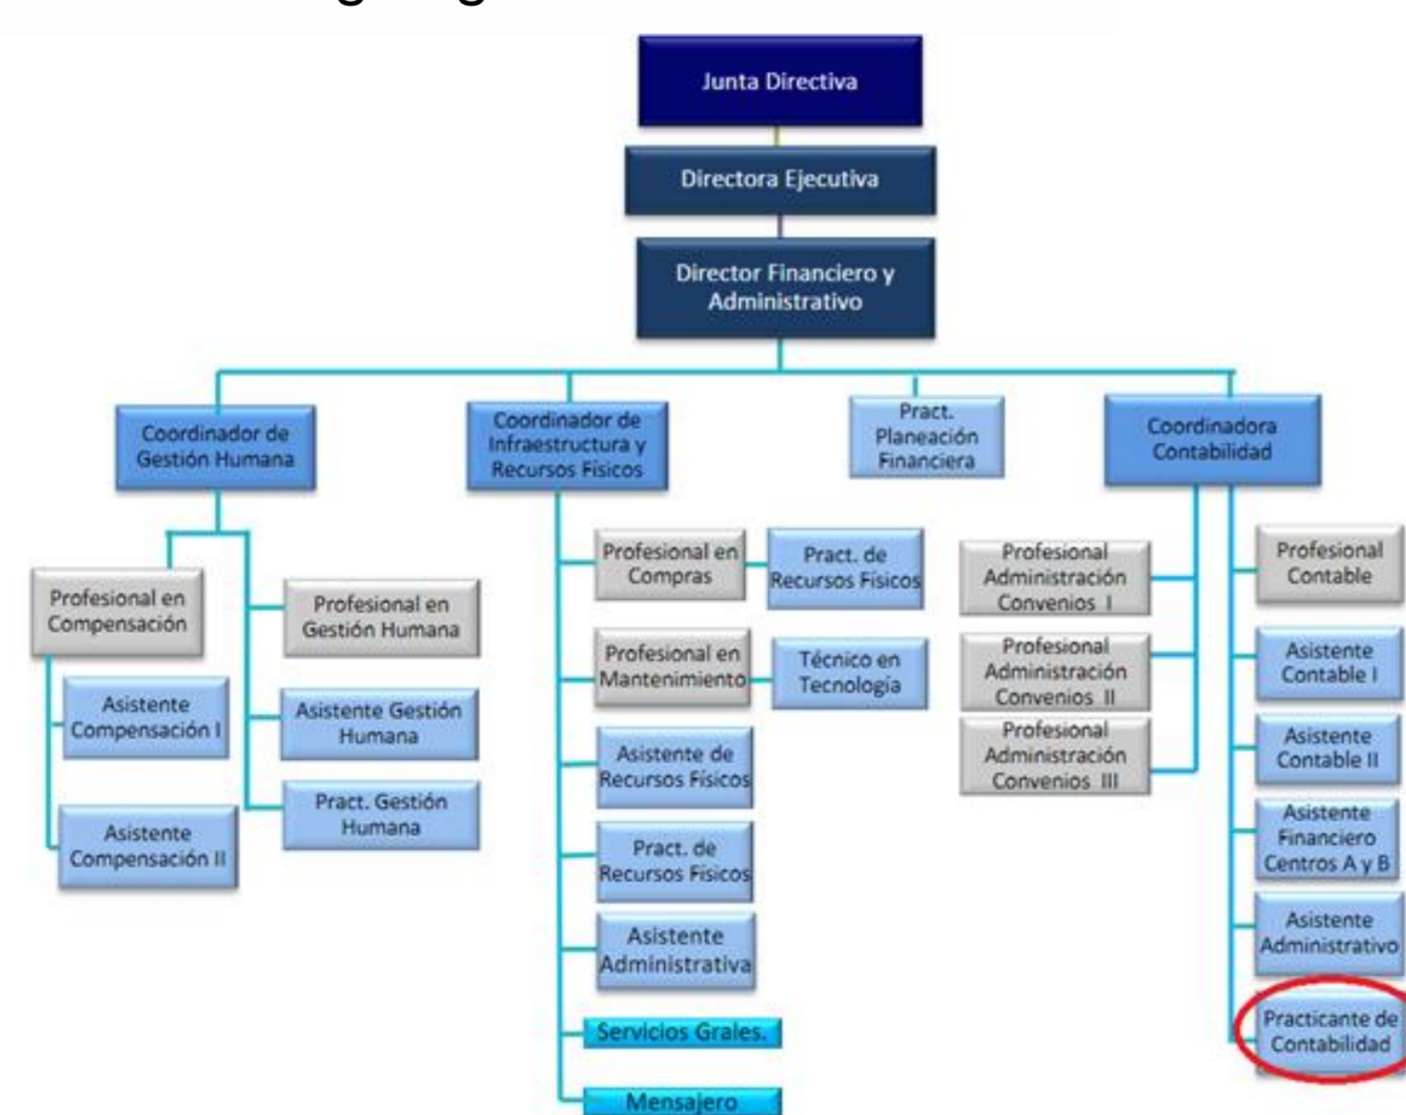 Junta Directiva
Directora Ejecutiva
Director Financiero y
Administrativo
Coordinador de
Gestión Humana
Coordinador de
Infraestructura y
Recursos Físicos
Pract.
Planeación
Financiera
Coordinadora
Contabilidad
Profesional en
Compensación
Asistente
Compensación I
Asistente
Compensación II
Profesional en
Gestión Humana
Asistente Gestión
Humana
Pract. Gestión
Humana
Profesional en
Compras
Pract. de
Recursos Físicos
Profesional en
Mantenimiento
Técnico en
Tecnología
Asistente de
Recursos Físicos
Pract. de
Recursos Físicos
Asistente
Administrativa
Servicios Grales.
Mensajero
Profesional
Administración
Convenios I
Profesional
Administración
Convenios II
Profesional
Administración
Convenios III
Profesional
Contable
Asistente
Contable I
Asistente
Contable II
Asistente
Financiero
Centros A y B
Asistente
Administrativo
Practicante de
Contabilidad